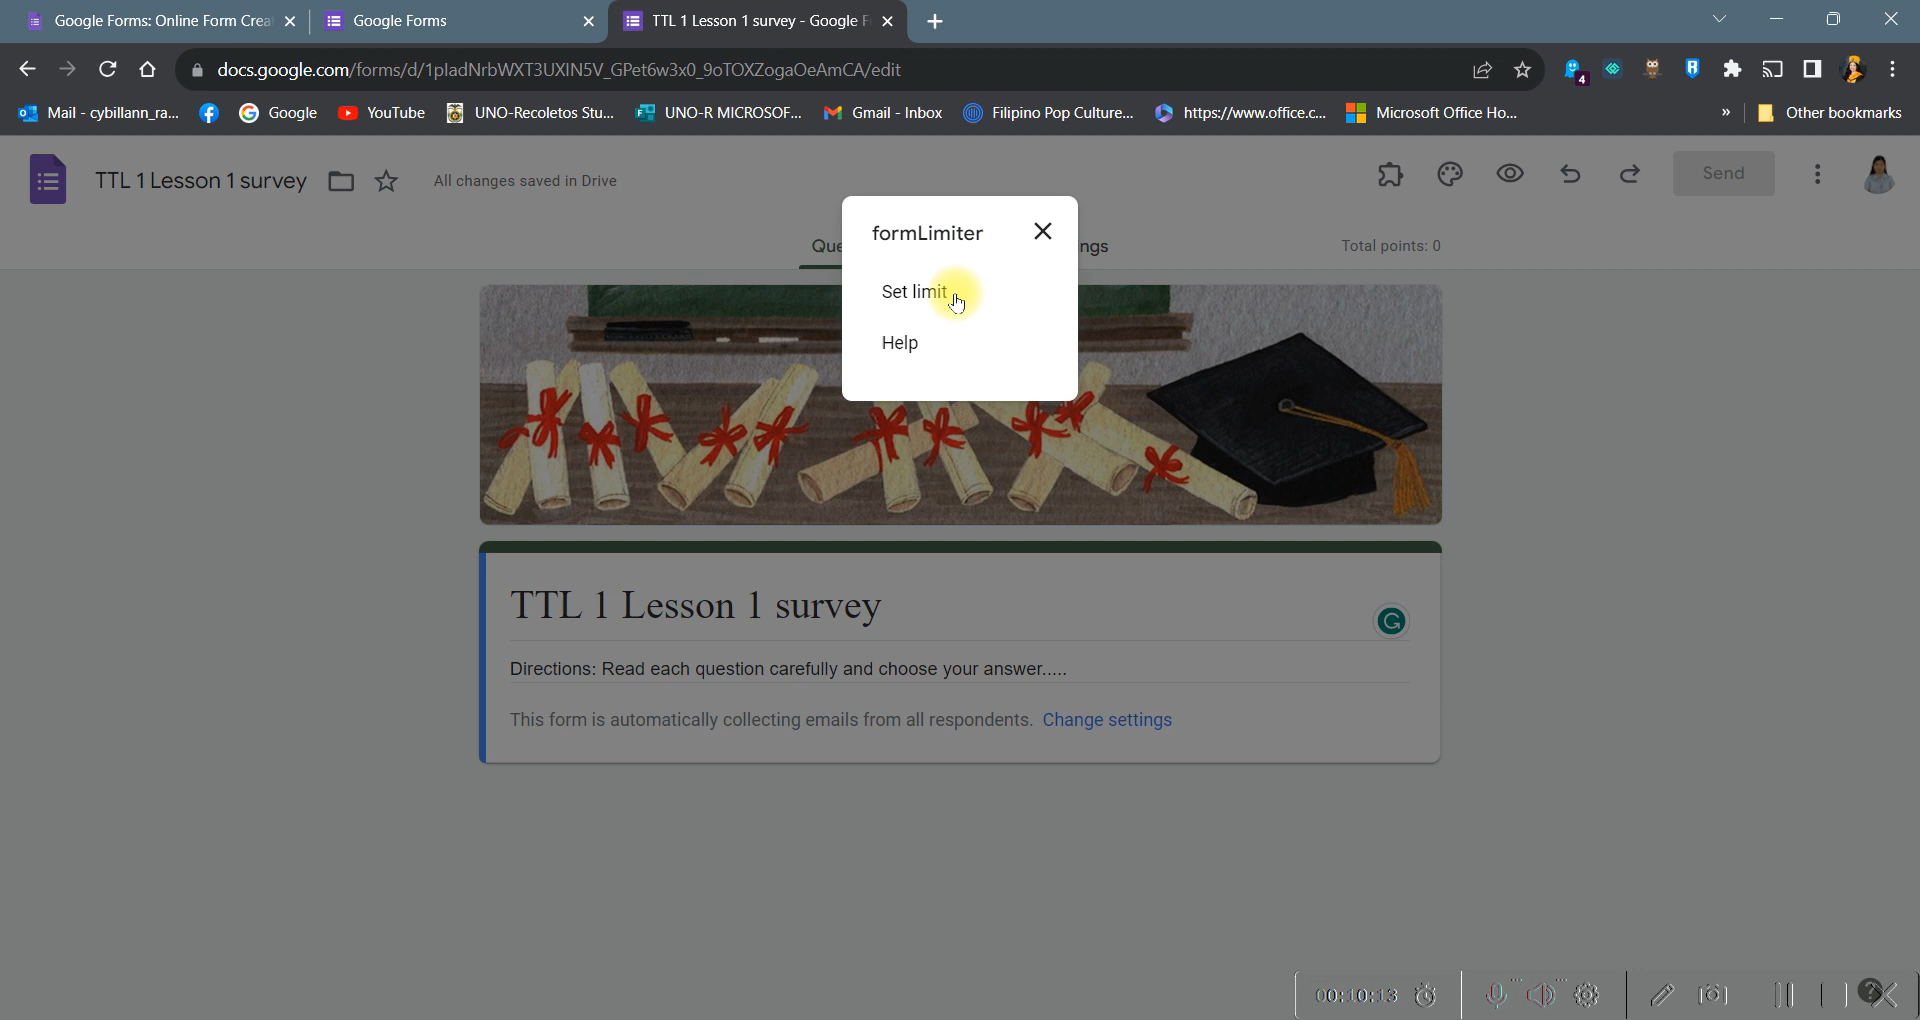 Google Forms: Online Form Crea
Google Forms
TTL 1 Lesson 1 survey - Google F
docs.google.com/forms/d/1pladNrbWXT3UXIN5V_GPet6w3x0_9oTOXZogaOeAmCA/edit
4
Mail - cybillann_ra...
Google
YouTube
UNO-Recoletos Stu...
UNO-R MICROSOF...
Gmail - Inbox
Filipino Pop Culture...
https://www.office.c...
Microsoft Office Ho...
»
Other bookmarks
TTL 1 Lesson 1 survey
All changes saved in Drive
Send
formLimiter
Que
ngs
Total points: 0
Set limit
Help
TTL 1 Lesson 1 survey
Directions: Read each question carefully and choose your answer.....
This form is automatically collecting emails from all respondents. Change settings
00:10:13